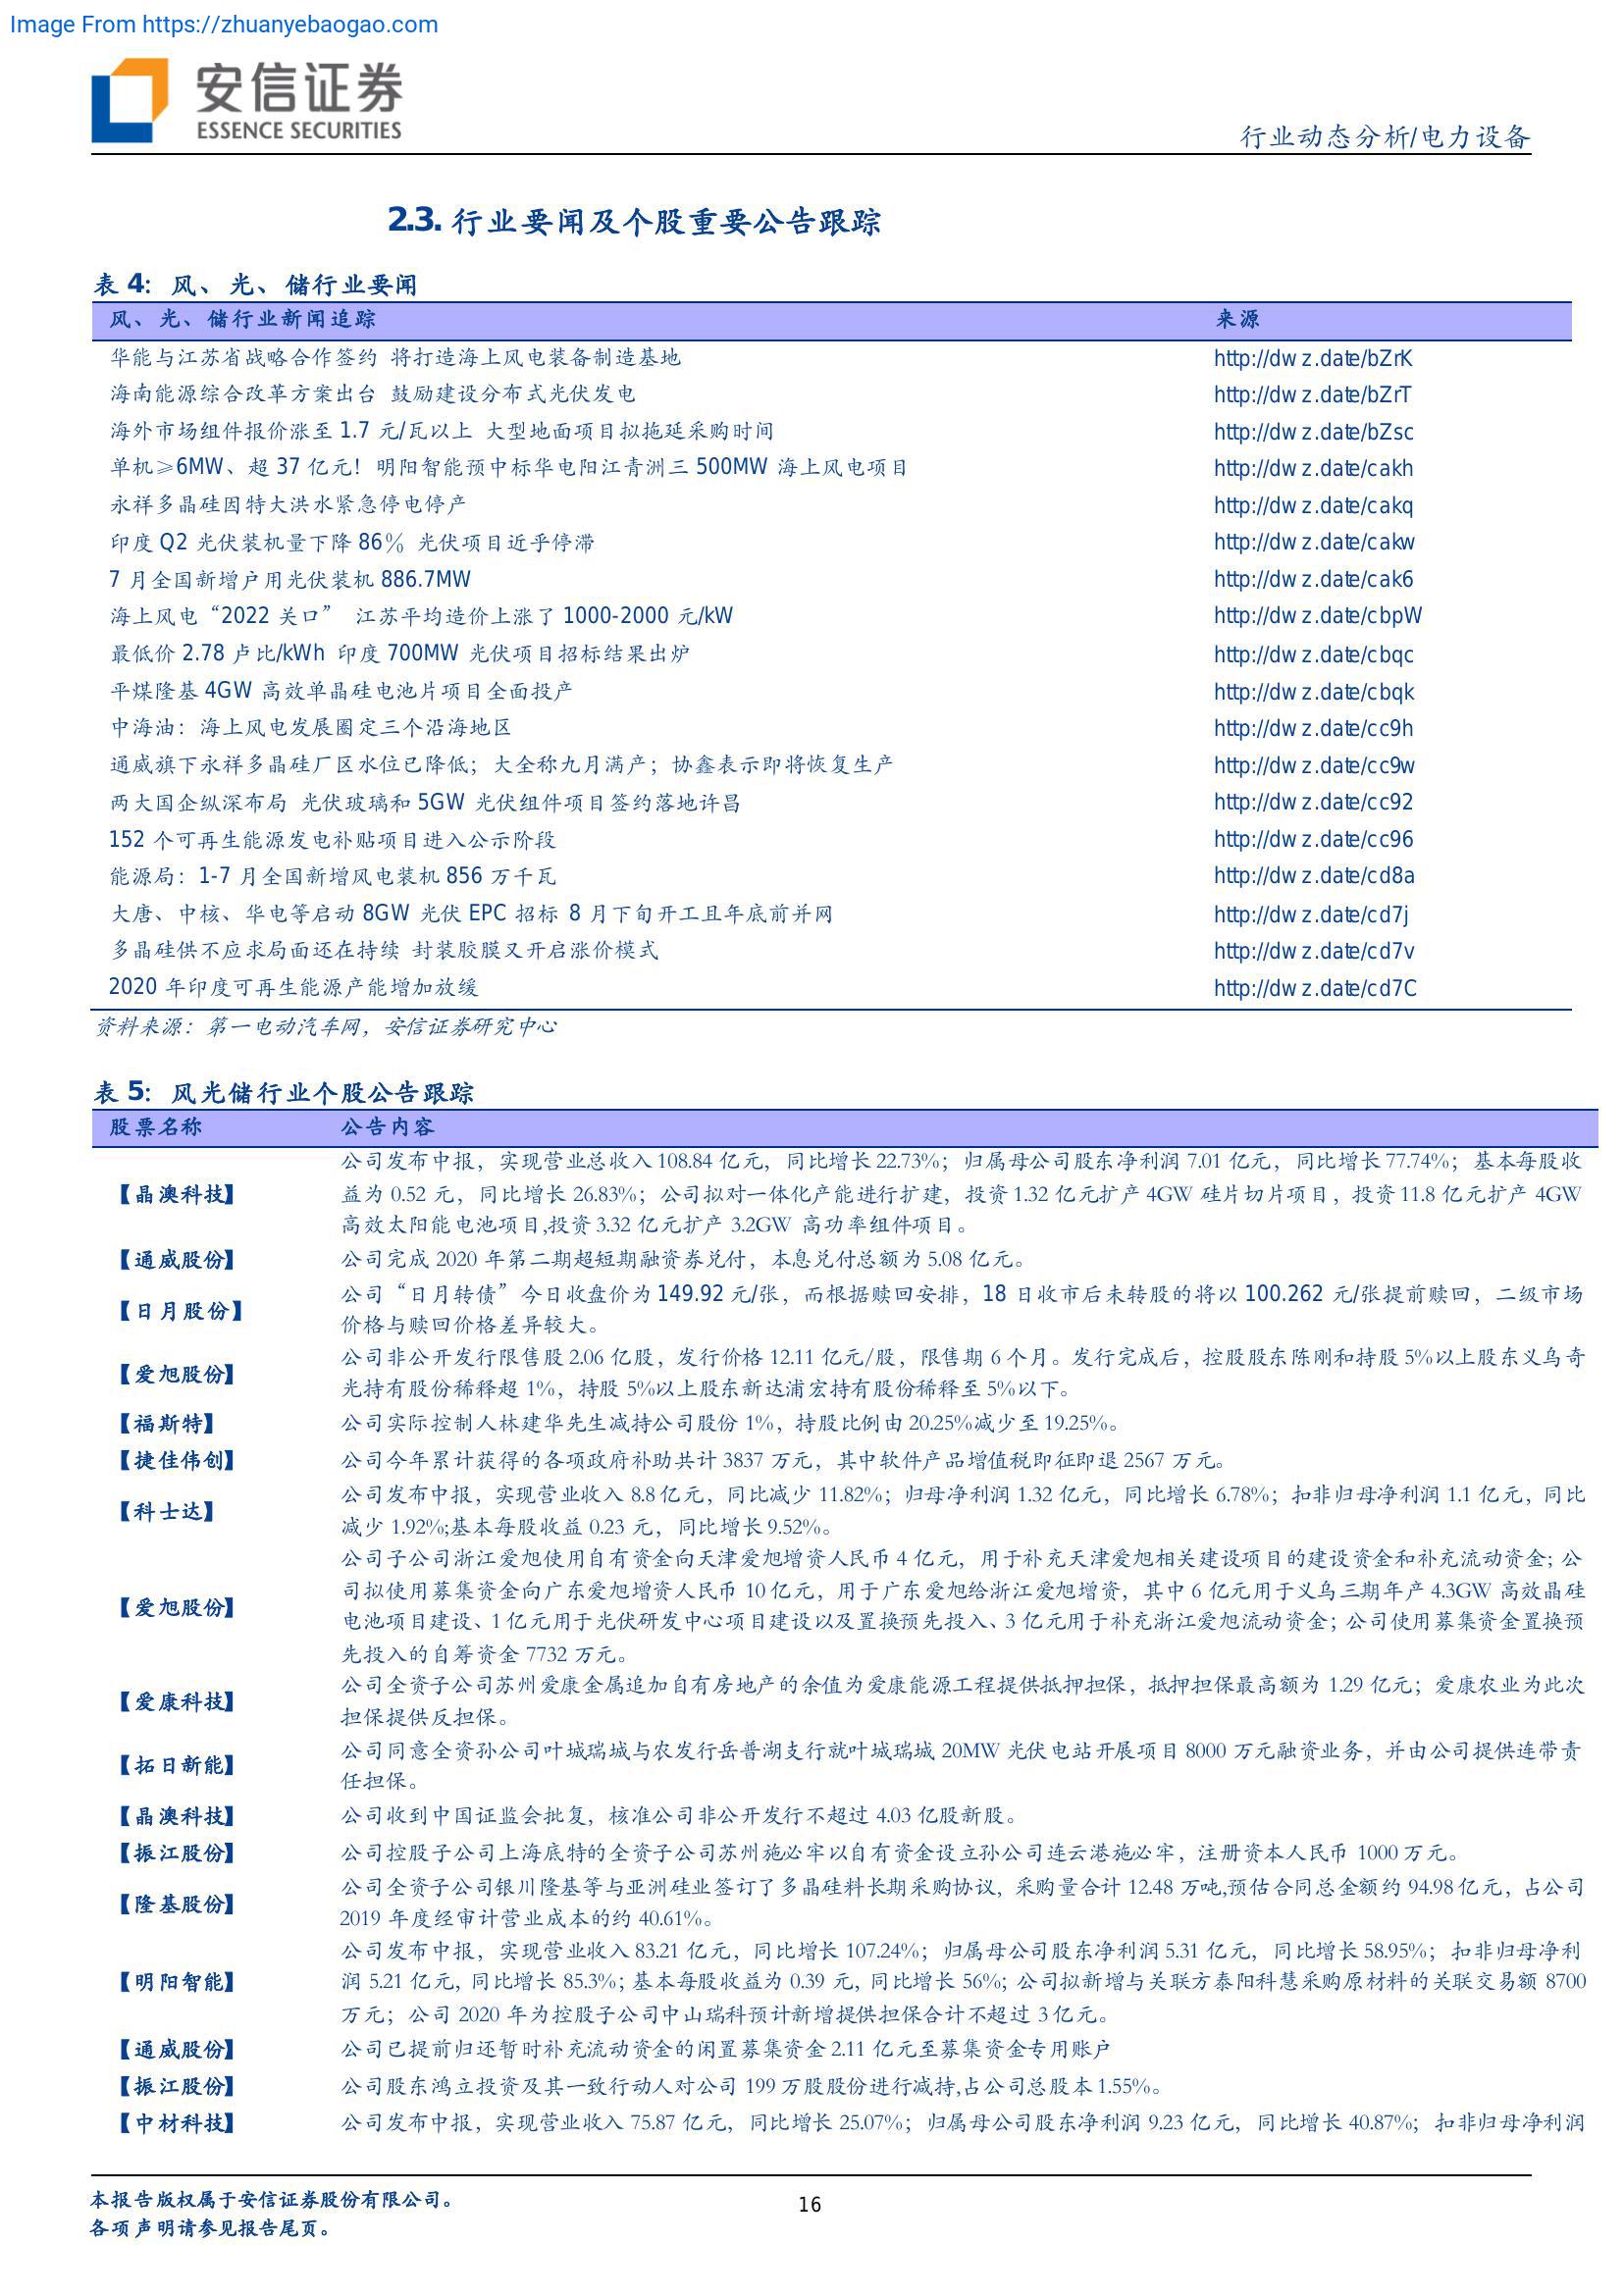 Image From https://zhuanyebaogao.com
安信证券
ESSENCE SECURITIES
行业动态分析/电力设备
2.3. 行业要闻及个股重要公告跟踪
表 4: 风、光、储行业要闻
风、光、储行业新闻追踪 来源
华能与江苏省战略合作签约 将打造海上风电装备制造基地 http://dwz.date/bZrK
海南能源综合改革方案出台 鼓励建设分布式光伏发电 http://dwz.date/bZrT
海外市场组件报价涨至 1.7 元/瓦以上 大型地面项目拟拖延采购时间 http://dwz.date/bZsc
单机≥6MW、超 37 亿元！明阳智能预中标华电阳江青洲三 500MW 海上风电项目 http://dwz.date/cakh
永祥多晶硅因特大洪水紧急停电停产 http://dwz.date/cakq
印度 Q2 光伏装机量下降 86% 光伏项目近乎停滞 http://dwz.date/cakw
7 月全国新增户用光伏装机 886.7MW http://dwz.date/cak6
海上风电“2022 关口” 江苏平均造价上涨了 1000-2000 元/kW http://dwz.date/cbpW
最低价 2.78 卢比/kWh 印度 700MW 光伏项目招标结果出炉 http://dwz.date/cbqc
平煤隆基 4GW 高效单晶硅电池片项目全面投产 http://dwz.date/cbqk
中海油：海上风电发展圈定三个沿海地区 http://dwz.date/cc9h
通威旗下永祥多晶硅厂区水位已降低；大全称九月满产；协鑫表示即将恢复生产 http://dwz.date/cc9w
两大国企纵深布局 光伏玻璃和 5GW 光伏组件项目签约落地许昌 http://dwz.date/cc92
152 个可再生能源发电补贴项目进入公示阶段 http://dwz.date/cc96
能源局：1-7 月全国新增风电装机 856 万千瓦 http://dwz.date/cd8a
大唐、中核、华电等启动 8GW 光伏 EPC 招标 8 月下旬开工且年底前并网 http://dwz.date/cd7j
多晶硅供不应求局面还在持续 封装胶膜又开启涨价模式 http://dwz.date/cd7v
2020 年印度可再生能源产能增加放缓 http://dwz.date/cd7C
资料来源：第一电动汽车网，安信证券研究中心
表 5: 风光储行业个股公告跟踪
股票名称 公告内容
【晶澳科技】 公司发布中报，实现营业总收入 108.84 亿元，同比增长 22.73%；归属母公司股东净利润 7.01 亿元，同比增长 77.74%；基本每股收
益为 0.52 元，同比增长 26.83%；公司拟对一体化产能进行扩建，投资 1.32 亿元扩产 4GW 硅片切片项目，投资 11.8 亿元扩产 4GW
高效太阳能电池项目,投资 3.32 亿元扩产 3.2GW 高功率组件项目。
【通威股份】 公司完成 2020 年第二期超短期融资券兑付，本息兑付总额为 5.08 亿元。
【日月股份】 公司“日月转债”今日收盘价为 149.92 元/张，而根据赎回安排，18 日收市后未转股的将以 100.262 元/张提前赎回，二级市场
价格与赎回价格差异较大。
【爱旭股份】 公司非公开发行限售股 2.06 亿股，发行价格 12.11 亿元/股，限售期 6 个月。发行完成后，控股股东陈刚和持股 5%以上股东义乌奇
光持有股份稀释超 1%，持股 5%以上股东新达浦宏持有股份稀释至 5%以下。
【福斯特】 公司实际控制人林建华先生减持公司股份 1%，持股比例由 20.25%减少至 19.25%。
【捷佳伟创】 公司今年累计获得的各项政府补助共计 3837 万元，其中软件产品增值税即征即退 2567 万元。
【科士达】 公司发布中报，实现营业收入 8.8 亿元，同比减少 11.82%；归母净利润 1.32 亿元，同比增长 6.78%；扣非归母净利润 1.1 亿元，同比
减少 1.92%;基本每股收益 0.23 元，同比增长 9.52%。
【爱旭股份】 公司子公司浙江爱旭使用自有资金向天津爱旭增资人民币 4 亿元，用于补充天津爱旭相关建设项目的建设资金和补充流动资金；公
司拟使用募集资金向广东爱旭增资人民币 10 亿元，用于广东爱旭给浙江爱旭增资，其中 6 亿元用于义乌三期年产 4.3GW 高效晶硅
电池项目建设、1 亿元用于光伏研发中心项目建设以及置换预先投入、3 亿元用于补充浙江爱旭流动资金；公司使用募集资金置换预
先投入的自筹资金 7732 万元。
【爱康科技】 公司全资子公司苏州爱康金属追加自有房地产的余值为爱康能源工程提供抵押担保，抵押担保最高额为 1.29 亿元；爱康农业为此次
担保提供反担保。
【拓日新能】 公司同意全资孙公司叶城瑞城与农发行岳普湖支行就叶城瑞城 20MW 光伏电站开展项目 8000 万元融资业务，并由公司提供连带责
任担保。
【晶澳科技】 公司收到中国证监会批复，核准公司非公开发行不超过 4.03 亿股新股。
【振江股份】 公司控股子公司上海底特的全资子公司苏州施必牢以自有资金设立孙公司连云港施必牢，注册资本人民币 1000 万元。
【隆基股份】 公司全资子公司银川隆基等与亚洲硅业签订了多晶硅料长期采购协议，采购量合计 12.48 万吨,预估合同总金额约 94.98 亿元，占公司
2019 年度经审计营业成本的约 40.61%。
【明阳智能】 公司发布中报，实现营业收入 83.21 亿元，同比增长 107.24%；归属母公司股东净利润 5.31 亿元，同比增长 58.95%；扣非归母净利
润 5.21 亿元，同比增长 85.3%；基本每股收益为 0.39 元，同比增长 56%；公司拟新增与关联方泰阳科慧采购原材料的关联交易额 8700
万元；公司 2020 年为控股子公司中山瑞科预计新增提供担保合计不超过 3 亿元。
【通威股份】 公司已提前归还暂时补充流动资金的闲置募集资金 2.11 亿元至募集资金专用账户
【振江股份】 公司股东鸿立投资及其一致行动人对公司 199 万股股份进行减持,占公司总股本 1.55%。
【中材科技】 公司发布中报，实现营业收入 75.87 亿元，同比增长 25.07%；归属母公司股东净利润 9.23 亿元，同比增长 40.87%；扣非归母净利润
本报告版权属于安信证券股份有限公司。
各项声明请参见报告尾页。
16